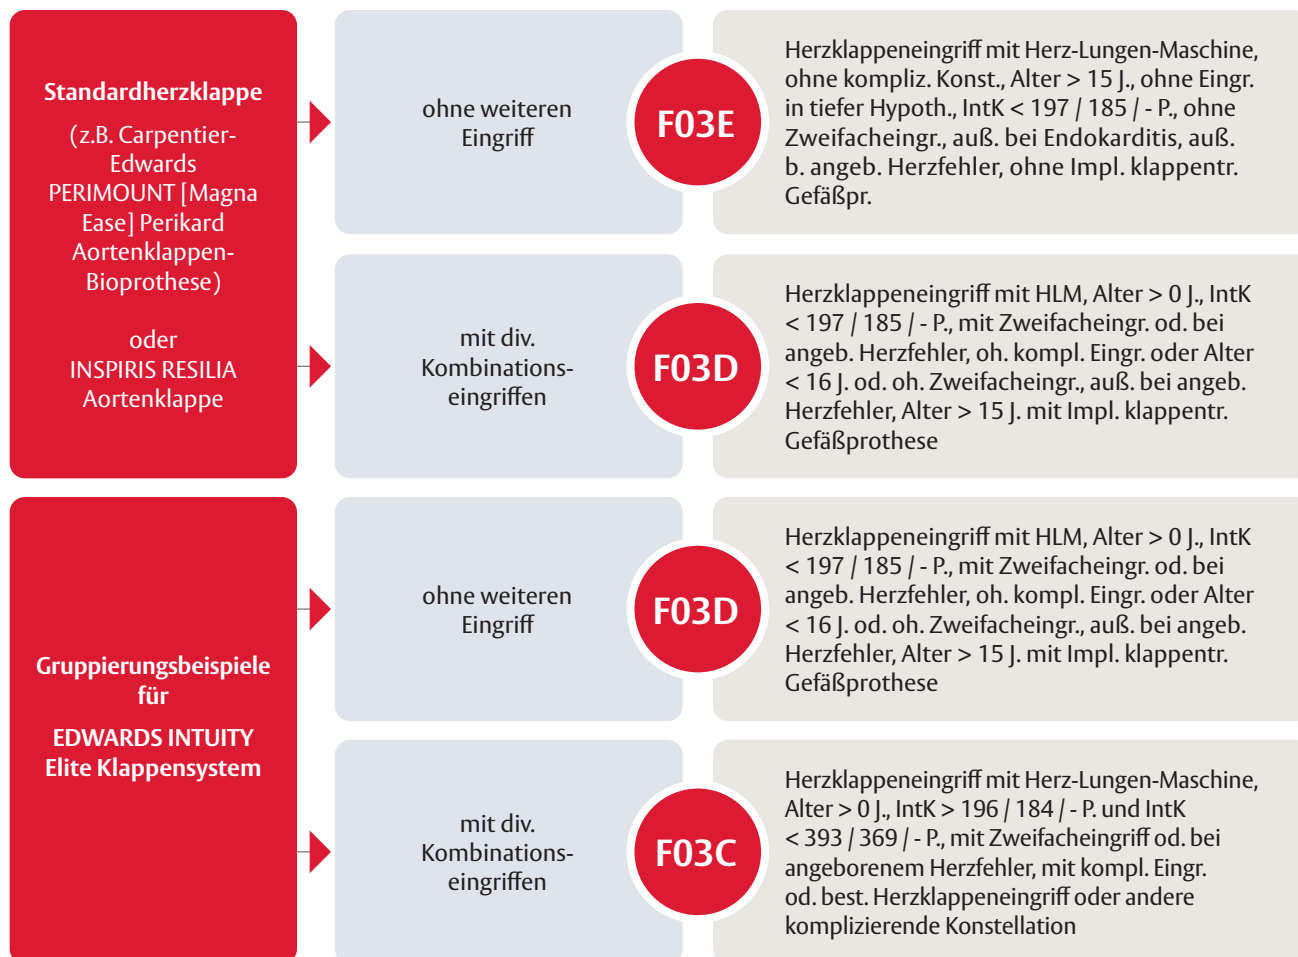 Standardherzklappe
(z.B. Carpentier-
Edwards
PERIMOUNT [Magna
Ease] Perikard
Aortenklappen-
Bioprothese)
oder
INSPIRIS RESILIA
Aortenklappe
ohne weiteren
Eingriff
F03E
Herzklappeneingriff mit Herz-Lungen-Maschine,
ohne kompliz. Konst., Alter > 15 J., ohne Eingr.
in tiefer Hypoth., IntK < 197 / 185 / - P., ohne
Zweifacheingr., auß. bei Endokarditis, auß.
b. angeb. Herzfehler, ohne Impl. klappentr.
Gefäßpr.
mit div.
Kombinations-
eingriffen
F03D
Herzklappeneingriff mit HLM, Alter > 0 J., IntK
< 197 / 185 / - P., mit Zweifacheingr. od. bei
angeb. Herzfehler, oh. kompl. Eingr. oder Alter
< 16 J. od. oh. Zweifacheingr., auß. bei angeb.
Herzfehler, Alter > 15 J. mit Impl. klappentr.
Gefäßprothese
Gruppierungsbeispiele
für
EDWARDS INTUITY
Elite Klappensystem
ohne weiteren
Eingriff
F03D
Herzklappeneingriff mit HLM, Alter > 0 J., IntK
< 197 / 185 / - P., mit Zweifacheingr. od. bei
angeb. Herzfehler, oh. kompl. Eingr. oder Alter
< 16 J. od. oh. Zweifacheingr., auß. bei angeb.
Herzfehler, Alter > 15 J. mit Impl. klappentr.
Gefäßprothese
mit div.
Kombinations-
eingriffen
F03C
Herzklappeneingriff mit Herz-Lungen-Maschine,
Alter > 0 J., IntK > 196 / 184 / - P. und IntK
< 393 / 369 / - P., mit Zweifacheingriff od. bei
angeborenem Herzfehler, mit kompl. Eingr.
od. best. Herzklappeneingriff oder andere
komplizierende Konstellation